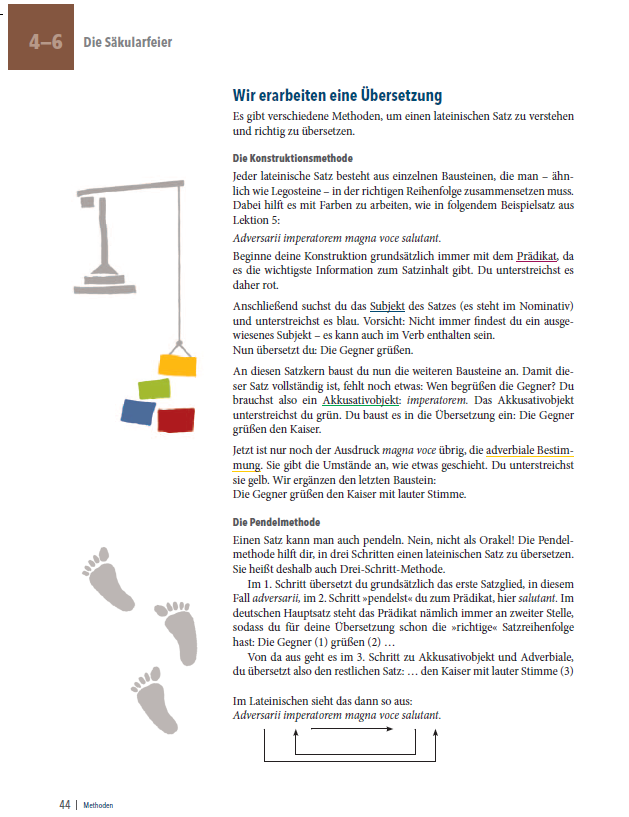 4–6
Die Säkularfeier
Wir erarbeiten eine Übersetzung
Es gibt verschiedene Methoden, um einen lateinischen Satz zu verstehen
und richtig zu übersetzen.
Die Konstruktionsmethode
Jeder lateinische Satz besteht aus einzelnen Bausteinen, die man – ähn-
lich wie Legosteine – in der richtigen Reihenfolge zusammensetzen muss.
Dabei hilft es mit Farben zu arbeiten, wie in folgendem Beispielsatz aus
Lektion 5:
Adversarii imperatorem magna voce salutant.
Beginne deine Konstruktion grundsätzlich immer mit dem Prädikat, da
es die wichtigste Information zum Satzinhalt gibt. Du unterstreichst es
daher rot.
Anschließend suchst du das Subjekt des Satzes (es steht im Nominativ)
und unterstreichst es blau. Vorsicht: Nicht immer findest du ein ausge-
wiesenes Subjekt – es kann auch im Verb enthalten sein.
Nun übersetzt du: Die Gegner grüßen.
An diesen Satzkern baust du nun die weiteren Bausteine an. Damit die-
ser Satz vollständig ist, fehlt noch etwas: Wen begrüßen die Gegner? Du
brauchst also ein Akkusativobjekt: imperatorem. Das Akkusativobjekt
unterstreichst du grün. Du baust es in die Übersetzung ein: Die Gegner
grüßen den Kaiser.
Jetzt ist nur noch der Ausdruck magna voce übrig, die adverbiale Bestim-
mung. Sie gibt die Umstände an, wie etwas geschieht. Du unterstreichst
sie gelb. Wir ergänzen den letzten Baustein:
Die Gegner grüßen den Kaiser mit lauter Stimme.
Die Pendelmethode
Einen Satz kann man auch pendeln. Nein, nicht als Orakel! Die Pendel-
methode hilft dir, in drei Schritten einen lateinischen Satz zu übersetzen.
Sie heißt deshalb auch Drei-Schritt-Methode.
Im 1. Schritt übersetzt du grundsätzlich das erste Satzglied, in diesem
Fall adversarii, im 2. Schritt »pendelst« du zum Prädikat, hier salutant. Im
deutschen Hauptsatz steht das Prädikat nämlich immer an zweiter Stelle,
sodass du für deine Übersetzung schon die »richtige« Satzreihenfolge
hast: Die Gegner (1) grüßen (2) …
Von da aus geht es im 3. Schritt zu Akkusativobjekt und Adverbiale,
du übersetzt also den restlichen Satz: … den Kaiser mit lauter Stimme (3)
Im Lateinischen sieht das dann so aus:
Adversarii imperatorem magna voce salutant.
44 | Methoden